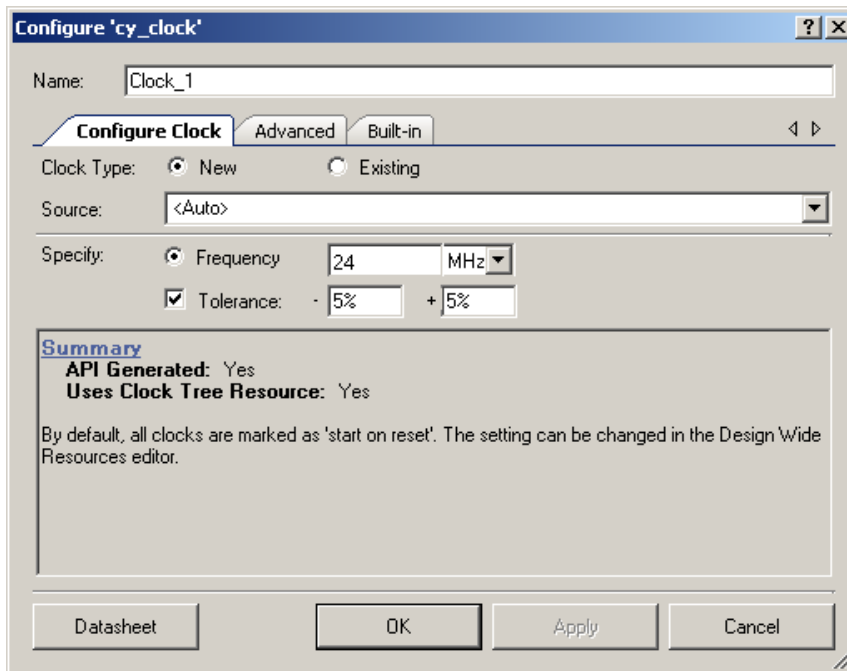 Configure 'cy_clock'
Name: Clock_1
Configure Clock Advanced Built-in
Clock Type: New Existing
Source: <Auto>
Specify: Frequency 24 MHz
Tolerance: - 5% + 5%
Summary
API Generated: Yes
Uses Clock Tree Resource: Yes
By default, all clocks are marked as 'start on reset'. The setting can be changed in the Design Wide
Resources editor.
Datasheet OK Apply Cancel